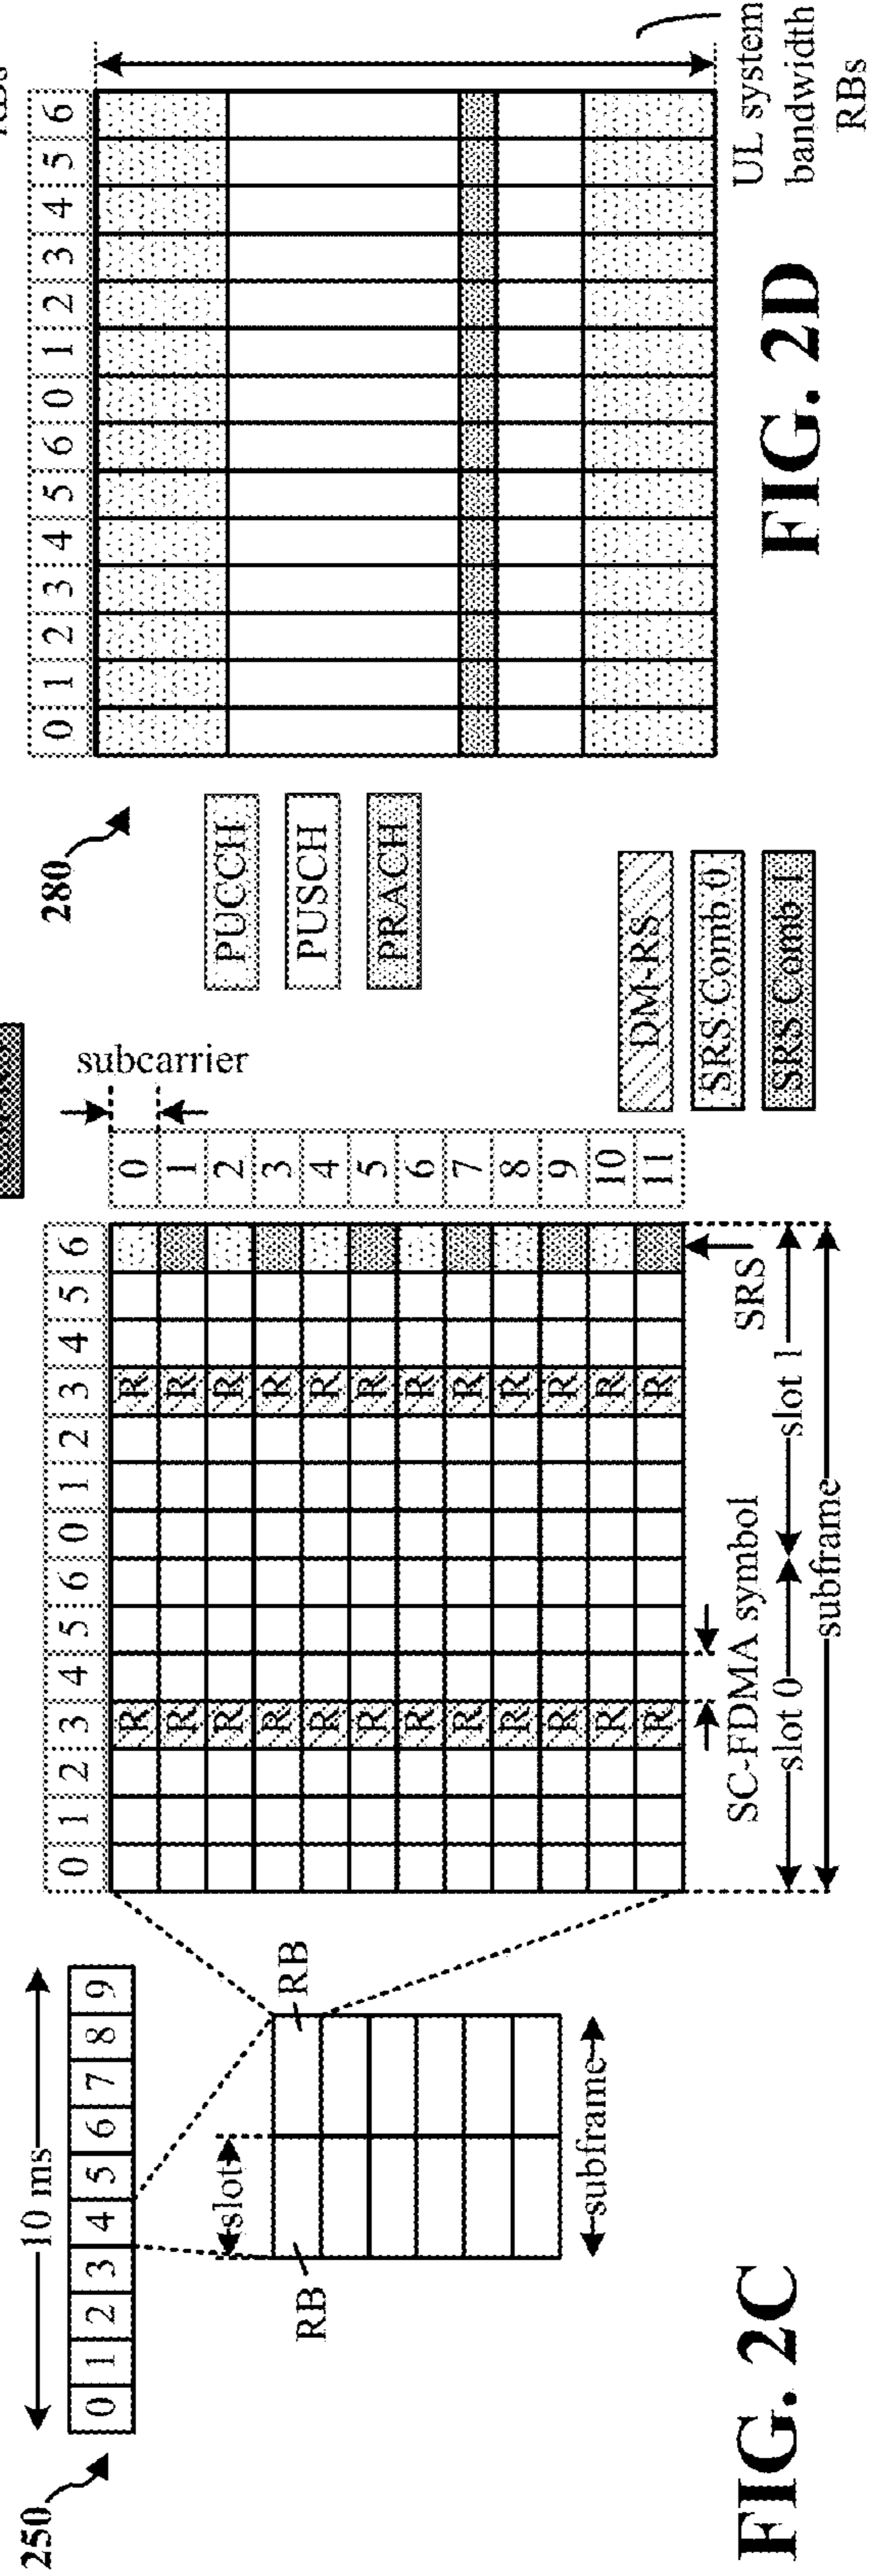 250
10 ms
0 1 2 3 4 5 6 7 8 9
slot
RB
RB
subframe
0 1 2 3 4 5 6 0 1 2 3 4 5 6
R R
R R
R R
R R
R R
R R
R R
R R
R R
R R
R R
R R
subcarrier
0
1
2
3
4
5
6
7
8
9
10
11
SC-FDMA symbol
SRS
slot 0
slot 1
subframe
DM-RS
SRS Comb 0
SRS Comb 1
FIG. 2C
280
PUCCH
PUSCH
PRACH
0 1 2 3 4 5 6 0 1 2 3 4 5 6
UL system
bandwidth
RBs
FIG. 2D